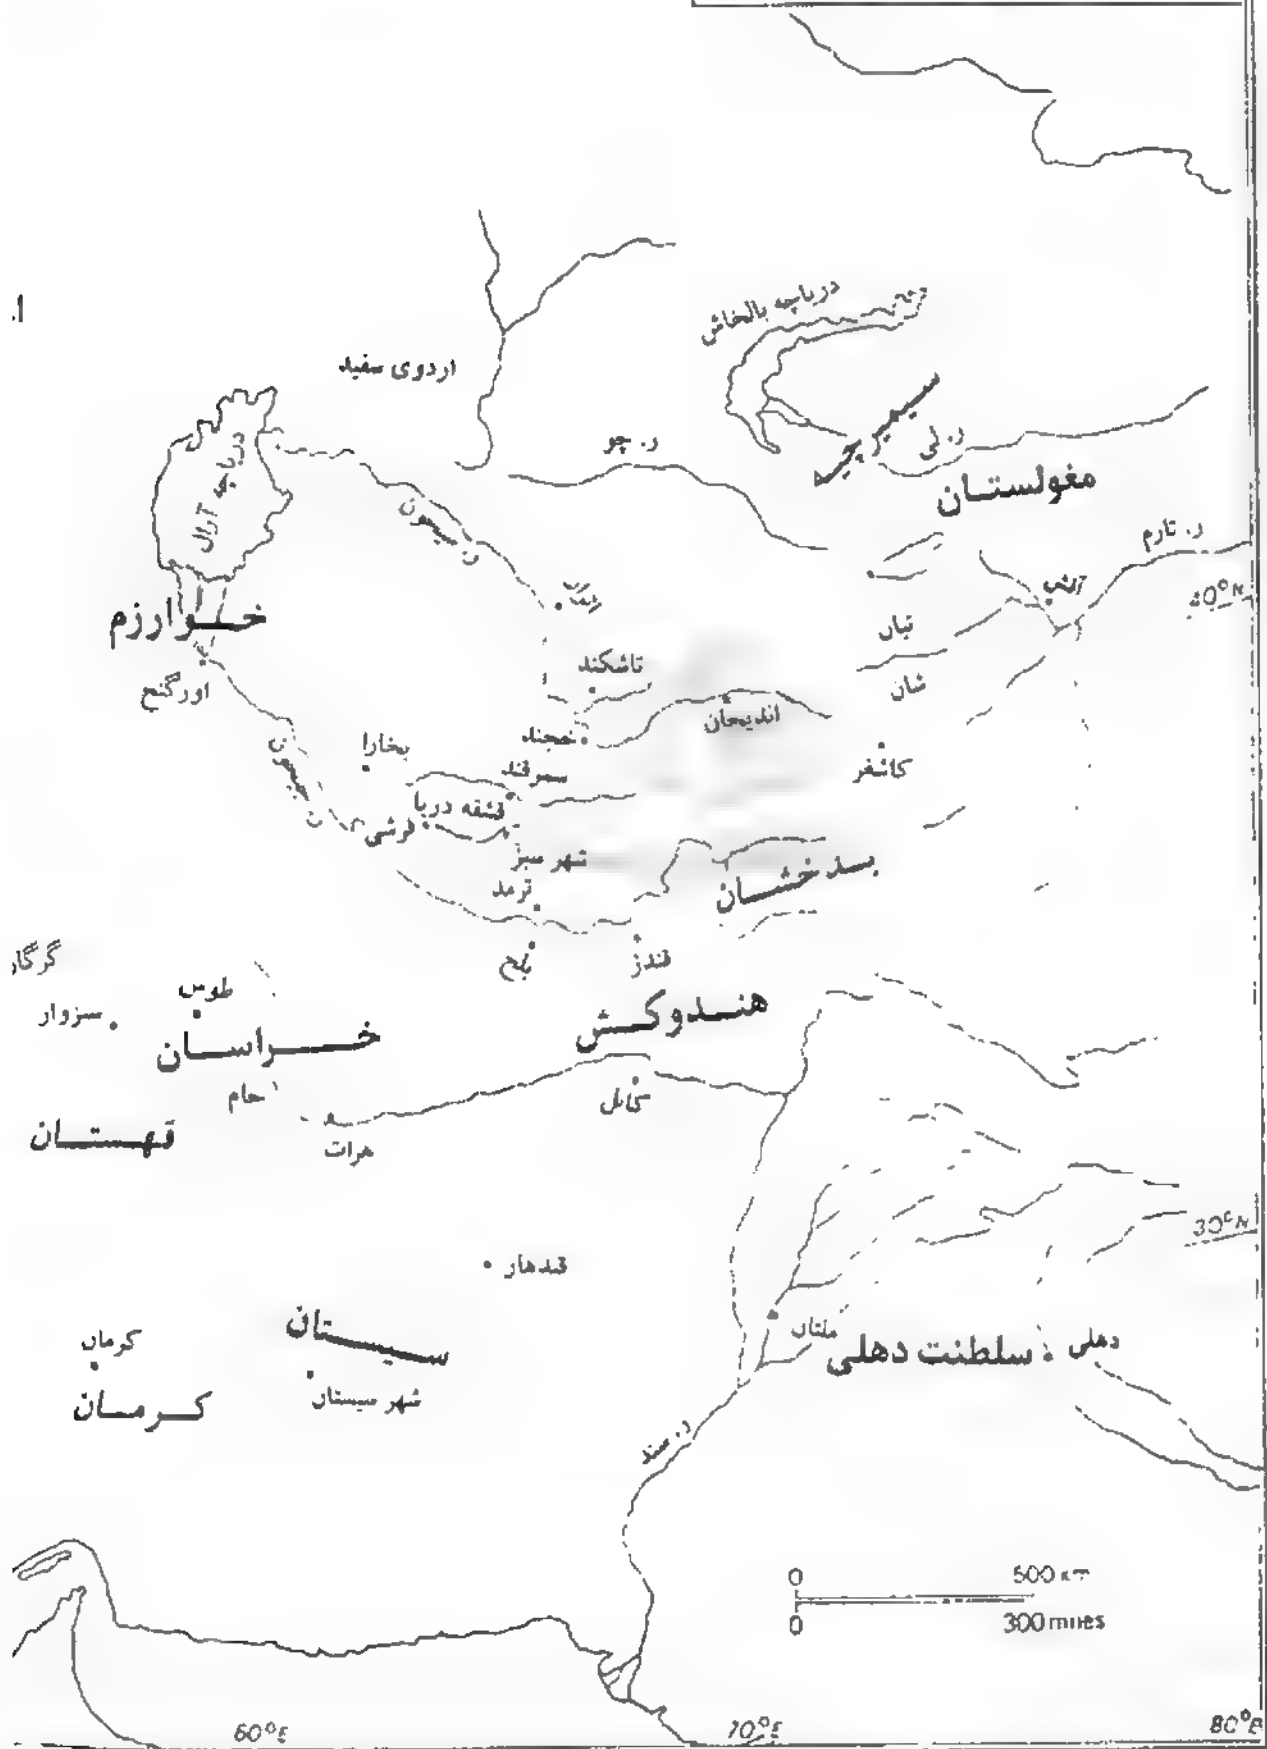 دریاچه بالخاش
اردوی سفید
سیمیرچیه
ر. چو
ر. لی
دریاچه آرال
مغولستان
ن سیحون
ر. تارم
40°N
خوارزم
تیان
شان
تاشکند
اورگنج
اندیجان
خجند
بخارا
کاشغر
سمرقند
قشقه دریا
ن جیحون
قرشی
شهر سبز
بدخشان
ترمذ
بلخ
قندز
طوس
سبزوار
هندوکش
خراسان
جام
کابل
قهستان
هرات
30°N
قندهار
سیستان
ملتان
دهلی
سلطنت دهلی
کرمان
شهر سیستان
کرمان
ر. سند
0 500 km
0 300 miles
60°E 70°E 80°E